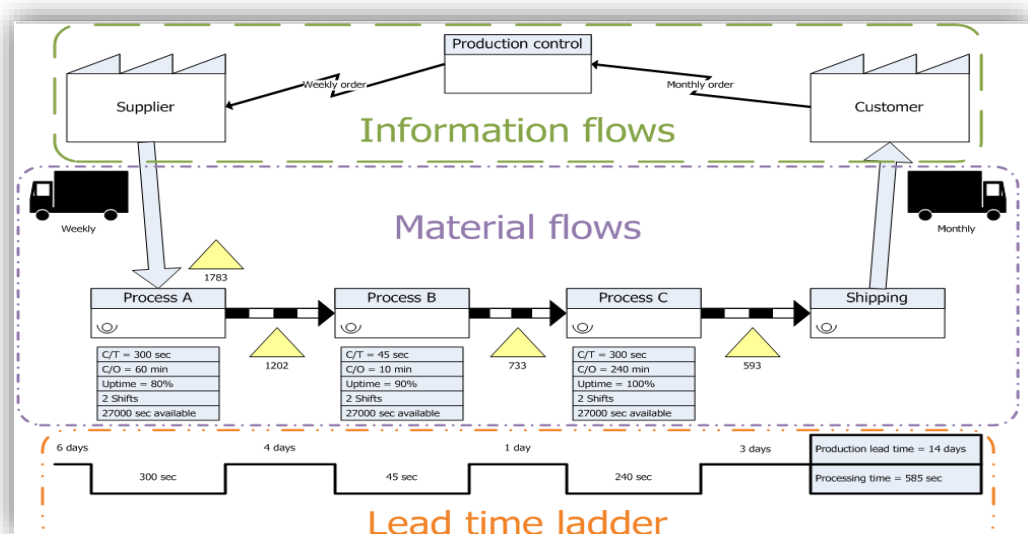 Production control
Supplier
Weekly order
Monthly order
Customer
Information flows
Weekly
Material flows
Monthly
1783
Process A
Process B
Process C
Shipping
1202
733
593
C/T = 300 sec
C/O = 60 min
Uptime = 80%
2 Shifts
27000 sec available
C/T = 45 sec
C/O = 10 min
Uptime = 90%
2 Shifts
27000 sec available
C/T = 300 sec
C/O = 240 min
Uptime = 100%
2 Shifts
27000 sec available
6 days
4 days
1 day
3 days
Production lead time = 14 days
300 sec
45 sec
240 sec
Processing time = 585 sec
Lead time ladder